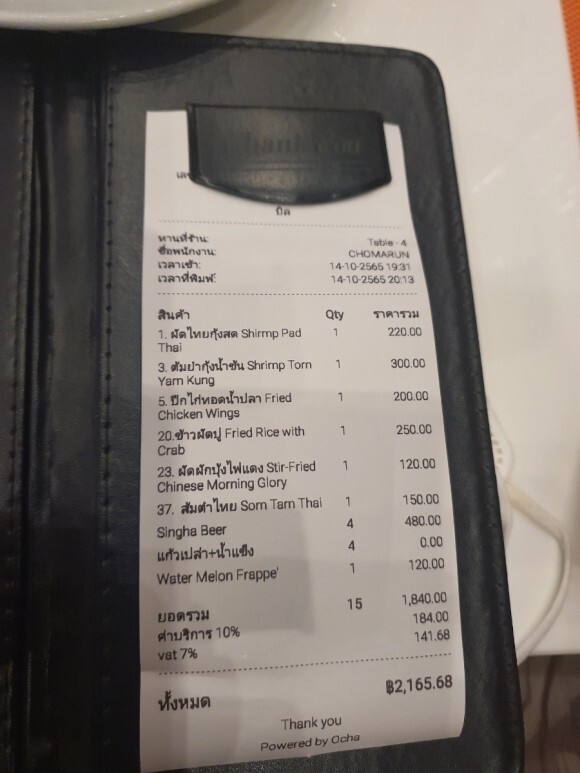 Thank you
เลข
บิล
ทานที่ร้าน: Table - 4
ชื่อพนักงาน: CHOMARUN
เวลาเข้า: 14-10-2565 19:31
เวลาที่พิมพ์: 14-10-2565 20:13
สินค้า Qty ราคารวม
1. ผัดไทยกุ้งสด Shirmp Pad 1 220.00
Thai
3. ต้มยำกุ้งน้ำข้น Shrimp Tom 1 300.00
Yam Kung
5. ปีกไก่ทอดน้ำปลา Fried 1 200.00
Chicken Wings
20.ข้าวผัดปู Fried Rice with 1 250.00
Crab
23. ผัดผักบุ้งไฟแดง Stir-Fried 1 120.00
Chinese Morning Glory
37. ส้มตำไทย Som Tam Thai 1 150.00
Singha Beer 4 480.00
แก้วเปล่า+น้ำแข็ง 4 0.00
Water Melon Frappe' 1 120.00
ยอดรวม 15 1,840.00
ค่าบริการ 10% 184.00
vat 7% 141.68
ทั้งหมด ฿2,165.68
Thank you
Powered by Ocha